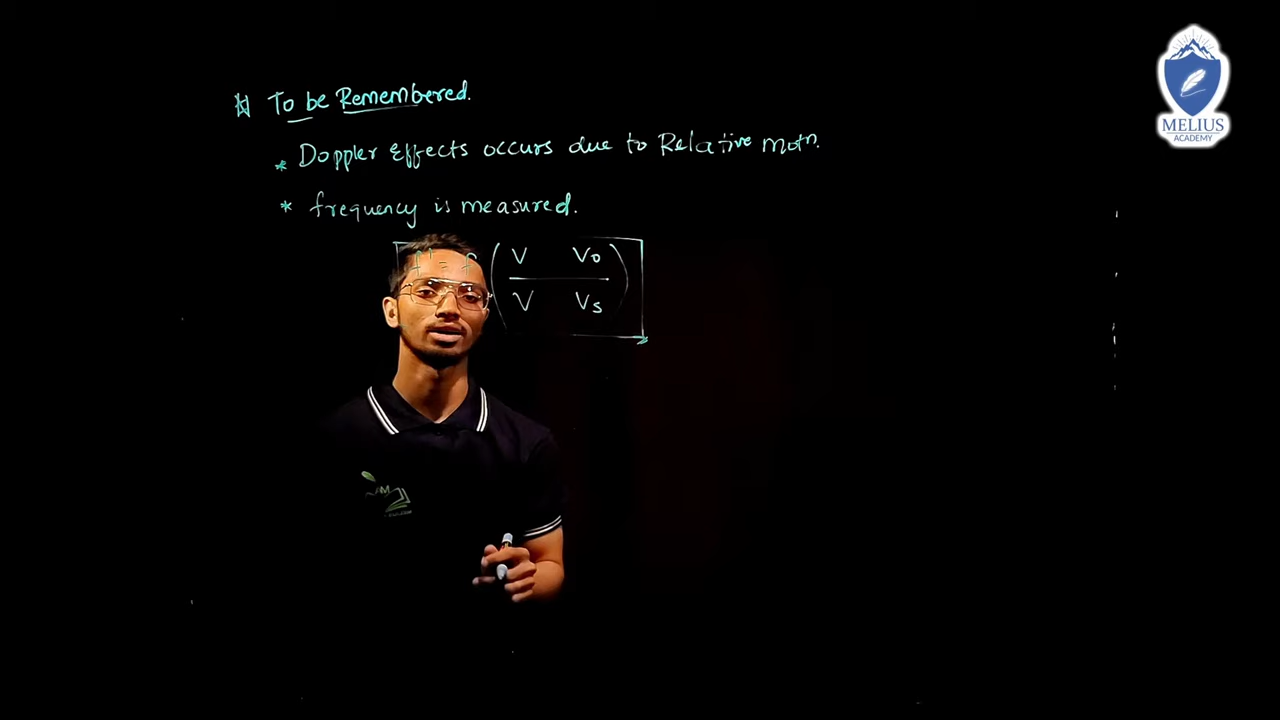 To be Remembered.
* Doppler Effects occurs due to Relative motn.
* frequency is measured.
f' = f ( V Vo
V Vs )
MELIUS
ACADEMY